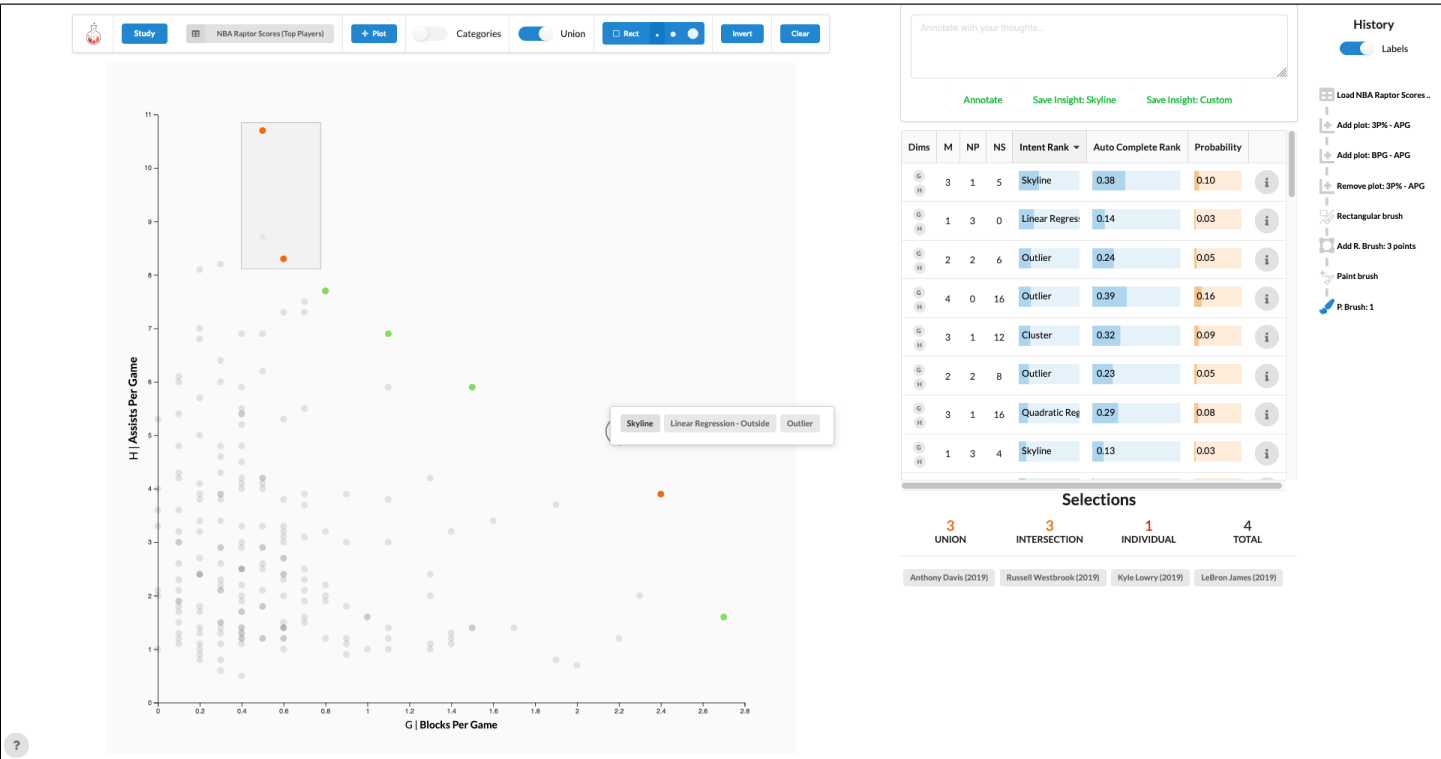 Study
NBA Raptor Scores (Top Players)
+ Plot
Categories
Union
Rect
Invert
Clear
11
10
9
8
7
6
5
4
3
2
1
0
H | Assists Per Game
0
0.2
0.4
0.6
0.8
1
1.2
1.4
1.6
1.8
2
2.2
2.4
2.6
2.8
G | Blocks Per Game
Skyline
Linear Regression - Outside
Outlier
?
Annotate with your thoughts...
Annotate
Save Insight: Skyline
Save Insight: Custom
Dims M NP NS Intent Rank Auto Complete Rank Probability
G
H
3 1 5 Skyline 0.38 0.10 i
G
H
1 3 0 Linear Regres 0.14 0.03 i
G
H
2 2 6 Outlier 0.24 0.05 i
G
H
4 0 16 Outlier 0.39 0.16 i
G
H
3 1 12 Cluster 0.32 0.09 i
G
H
2 2 8 Outlier 0.23 0.05 i
G
H
3 1 16 Quadratic Reg 0.29 0.08 i
G
H
1 3 4 Skyline 0.13 0.03 i
Selections
3 3 1 4
UNION INTERSECTION INDIVIDUAL TOTAL
Anthony Davis (2019) Russell Westbrook (2019) Kyle Lowry (2019) LeBron James (2019)
History
Labels
Load NBA Raptor Scores ..
Add plot: 3P% - APG
Add plot: BPG - APG
Remove plot: 3P% - APG
Rectangular brush
Add R. Brush: 3 points
Paint brush
P. Brush: 1